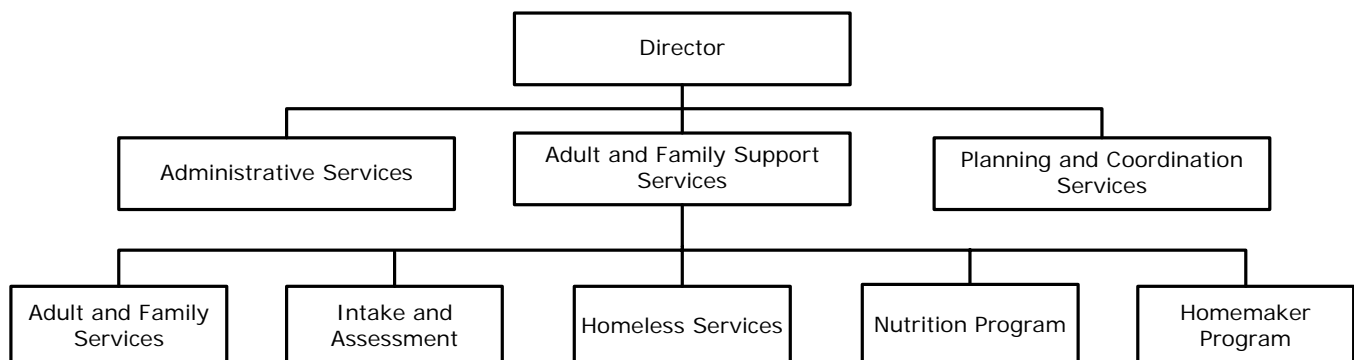 Director
Administrative Services
Adult and Family Support
Services
Planning and Coordination
Services
Adult and Family
Services
Intake and
Assessment
Homeless Services
Nutrition Program
Homemaker
Program